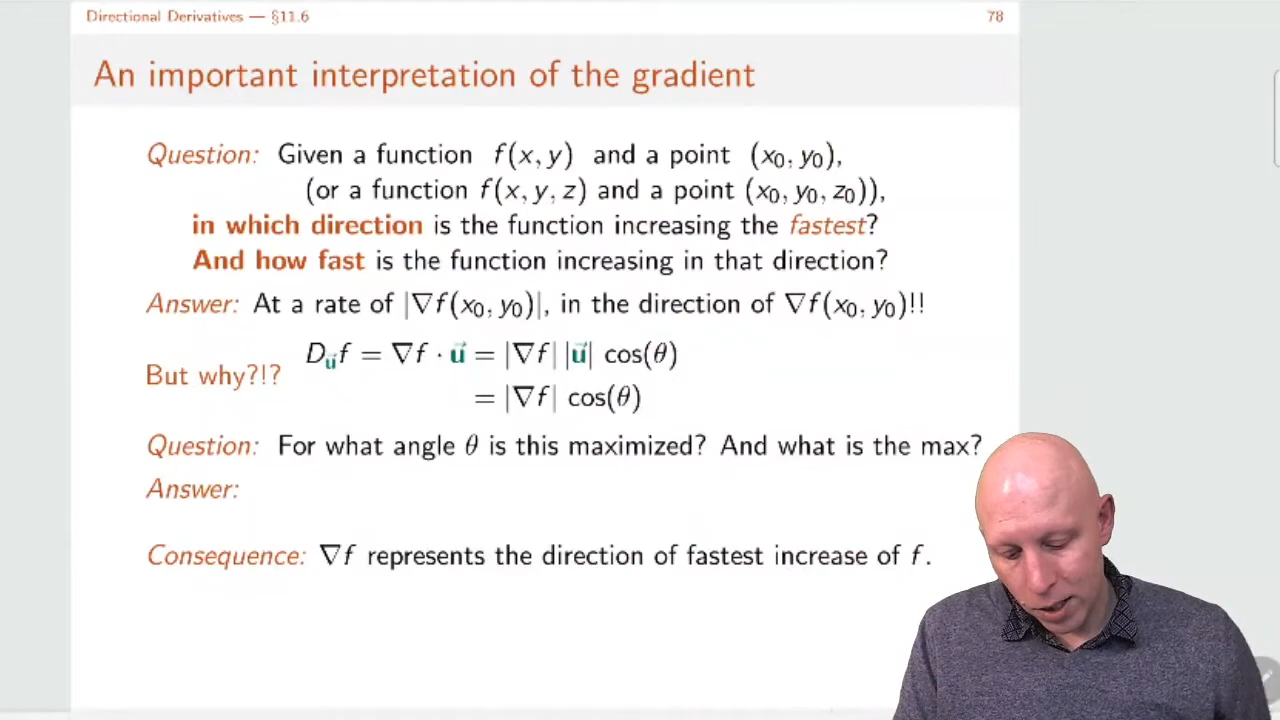 Directional Derivatives — §11.6
78
An important interpretation of the gradient
Question: Given a function f(x, y) and a point (x₀, y₀),
(or a function f(x, y, z) and a point (x₀, y₀, z₀)),
in which direction is the function increasing the fastest?
And how fast is the function increasing in that direction?
Answer: At a rate of |∇f(x₀, y₀)|, in the direction of ∇f(x₀, y₀)!!
But why?!?
D_u⃗ f = ∇f · u⃗ = |∇f| |u⃗| cos(θ)
= |∇f| cos(θ)
Question: For what angle θ is this maximized? And what is the max?
Answer:
Consequence: ∇f represents the direction of fastest increase of f.